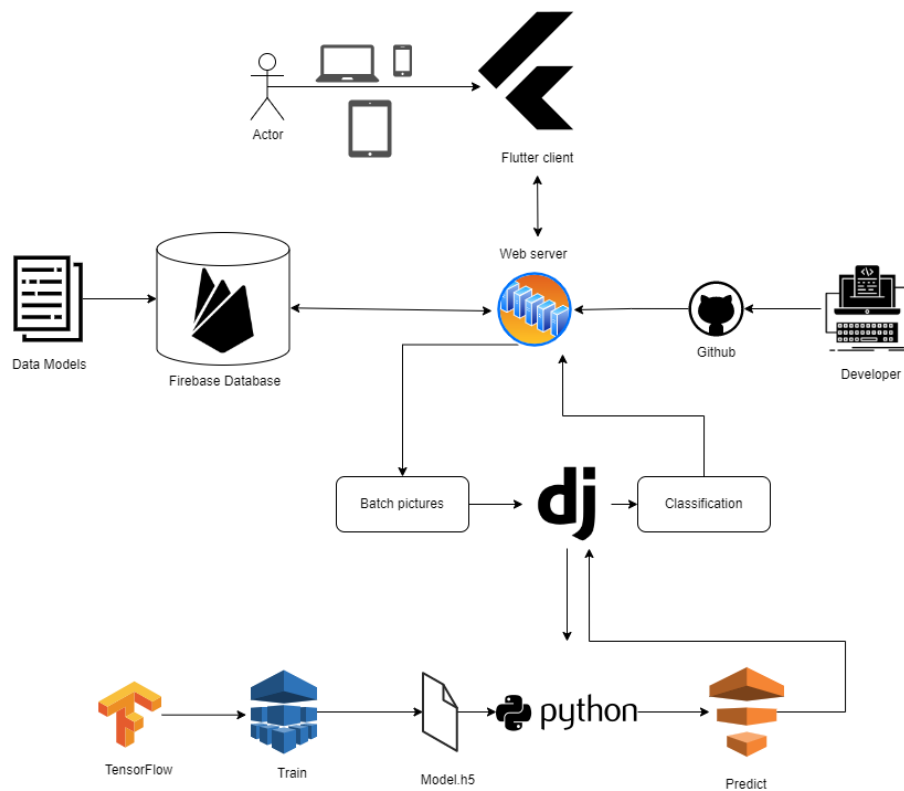 Actor
Flutter client
Web server
Data Models
Firebase Database
Github
Developer
Batch pictures
dj
Classification
python
TensorFlow
Train
Model.h5
Predict